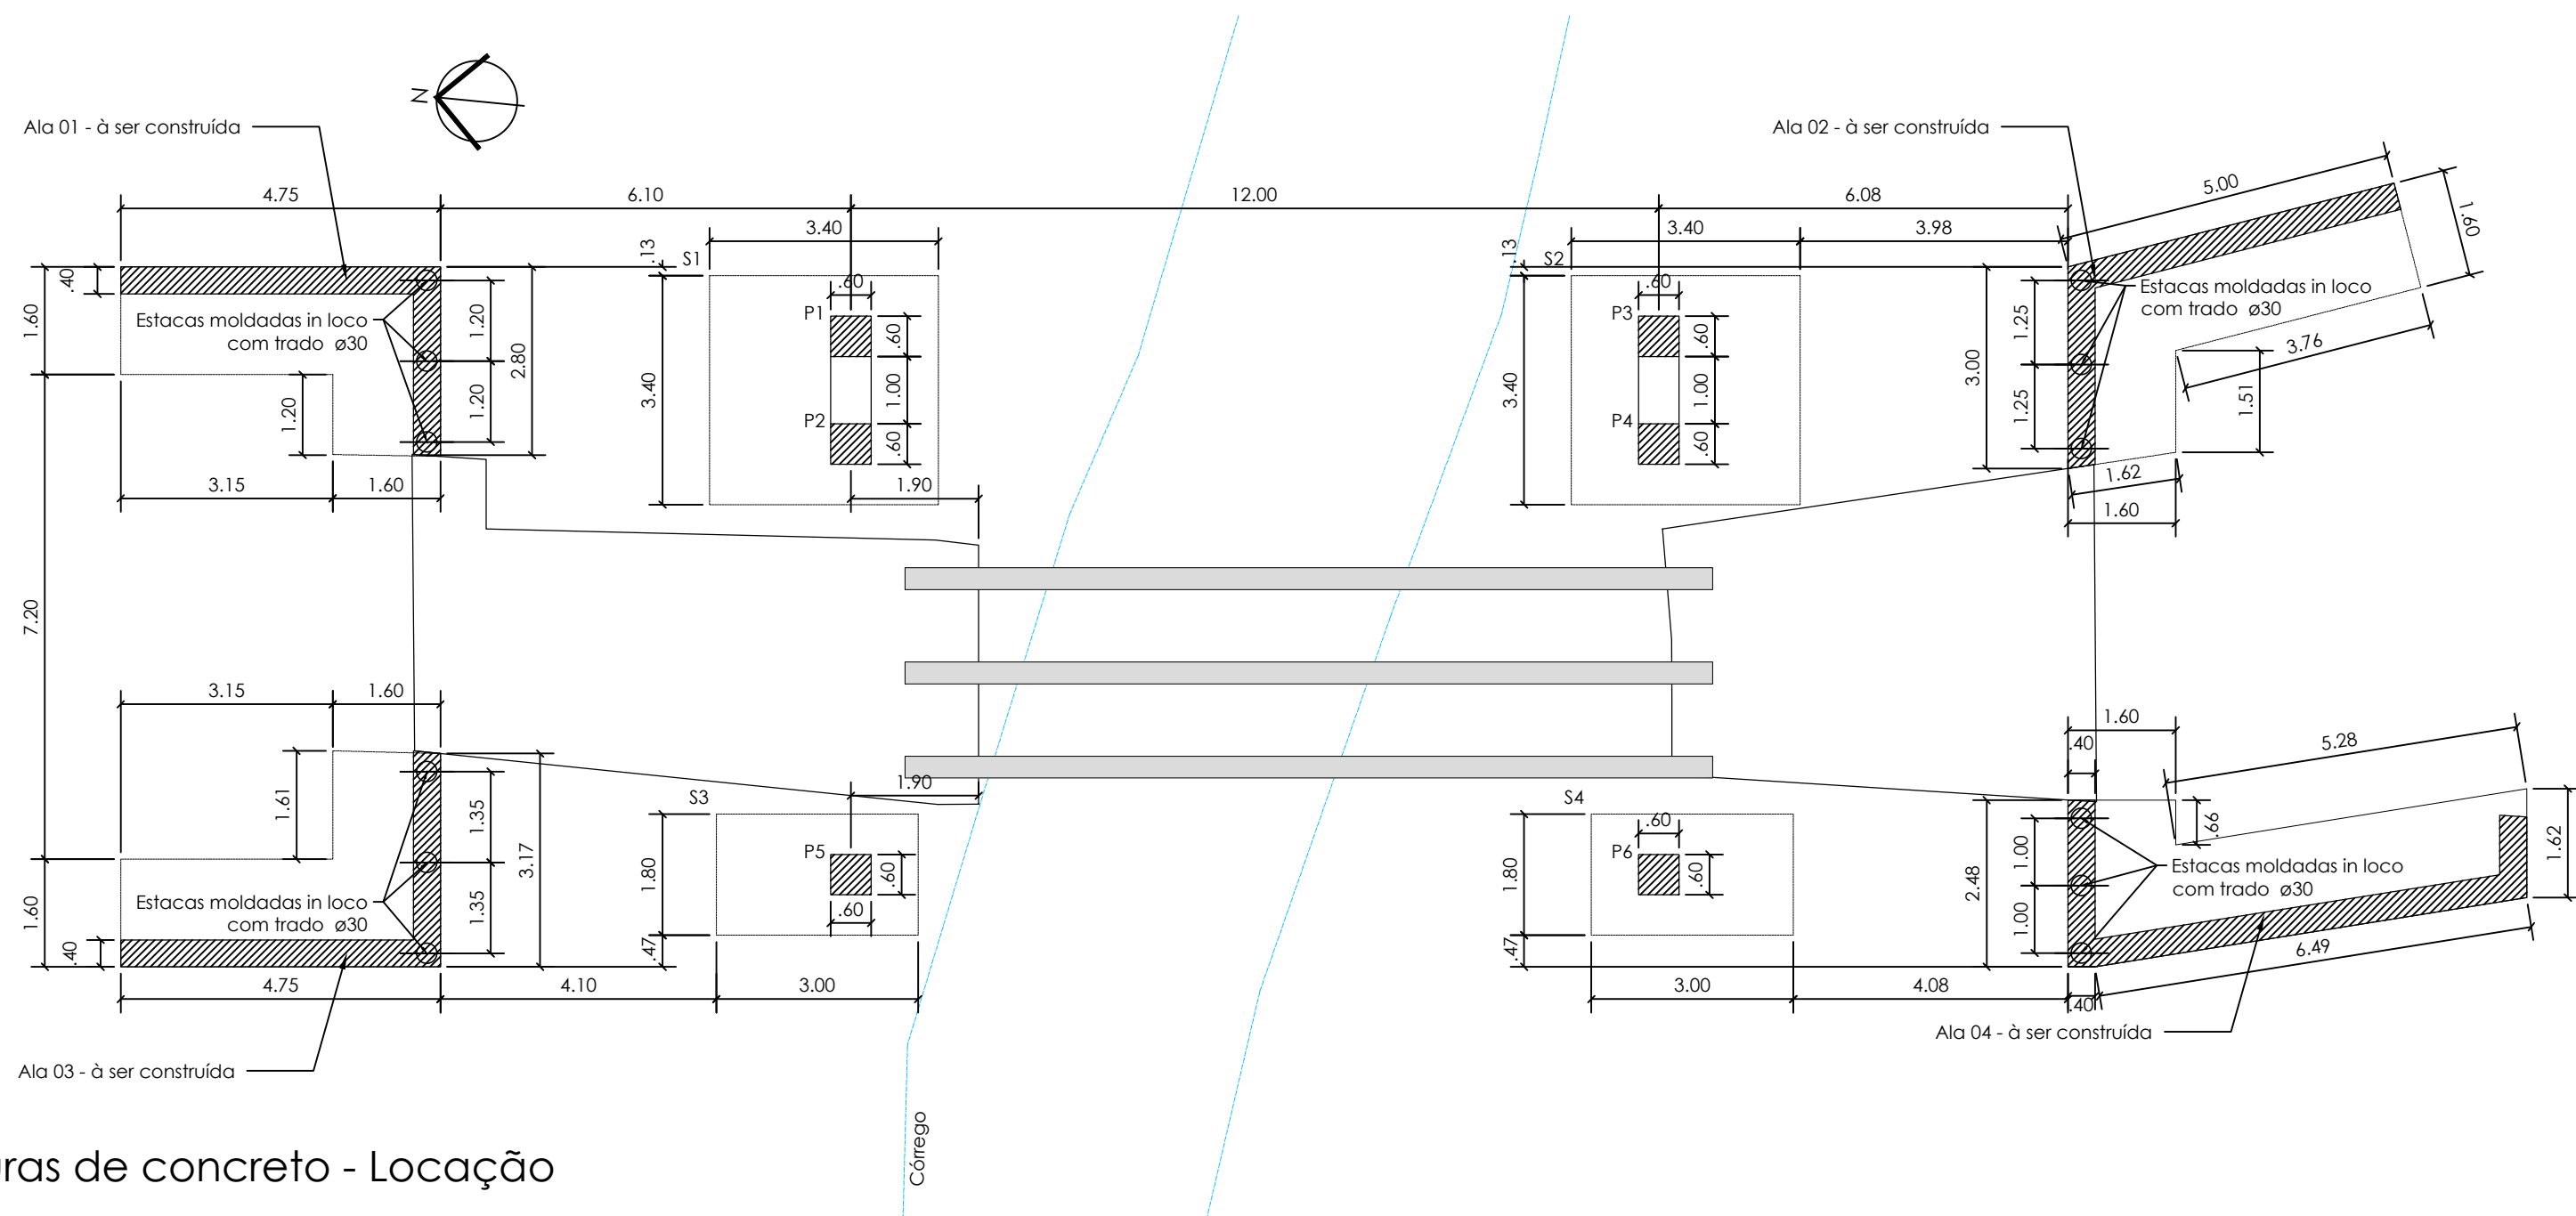 N
Ala 01 - à ser construída
Ala 02 - à ser construída
4.75
6.10
12.00
6.08
5.00
1.60
3.40
3.40
3.98
.13
.13
S1
S2
.40
1.60
.60
.60
P1
P3
Estacas moldadas in loco
com trado ø30
Estacas moldadas in loco
com trado ø30
1.20
2.80
.60
.60
1.25
3.00
3.76
3.40
1.00
3.40
1.00
1.20
1.20
P2
P4
.60
.60
1.25
1.51
3.15
1.60
1.90
1.62
1.60
7.20
3.15
1.60
1.60
.40
5.28
1.90
S3
S4
1.61
1.35
3.17
1.80
P5
.60
.60
1.80
P6
.60
.60
2.48
1.00
.66
1.62
Estacas moldadas in loco
com trado ø30
Estacas moldadas in loco
com trado ø30
1.60
.40
1.35
.47
.47
1.00
6.49
4.75
4.10
3.00
3.00
4.08
.40
Ala 04 - à ser construída
Ala 03 - à ser construída
Córrego
ras de concreto - Locação